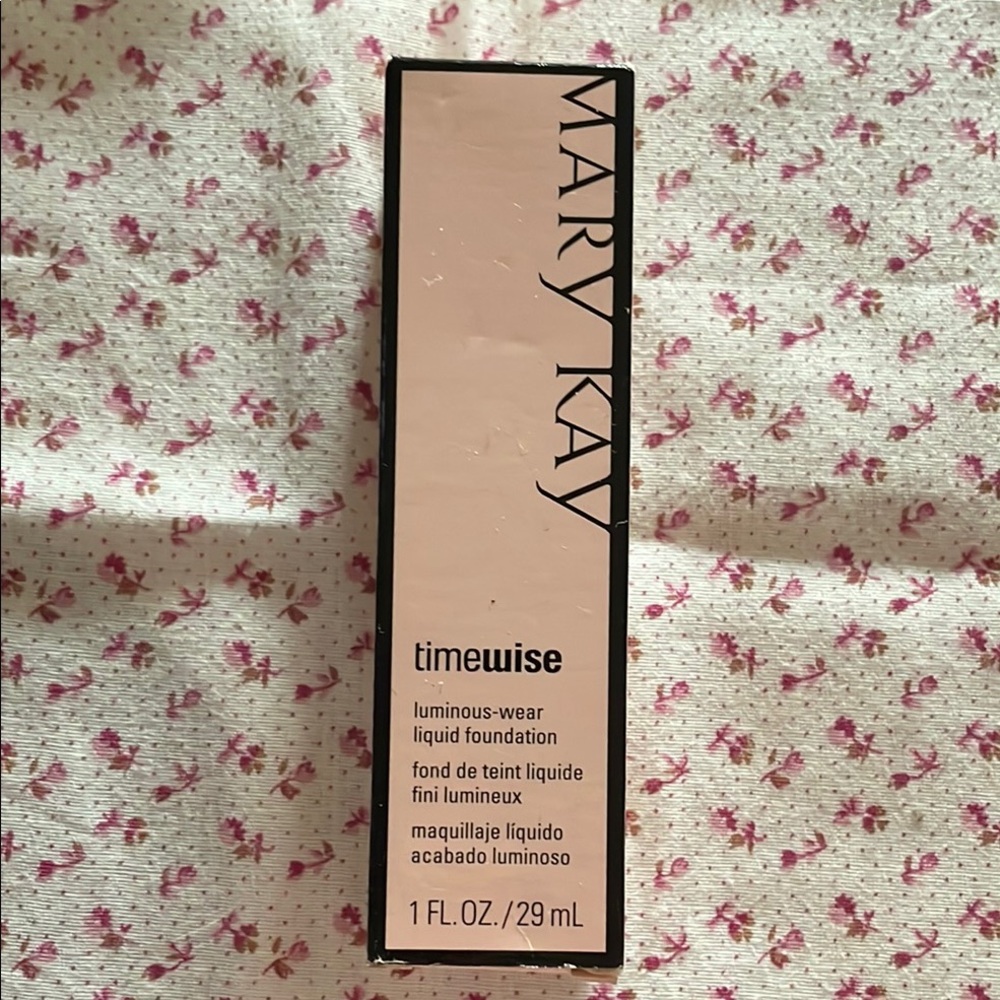 MARY KAY
timewise
luminous-wear
liquid foundation
fond de teint liquide
fini lumineux
maquillaje líquido
acabado luminoso
1 FL.OZ./29 mL